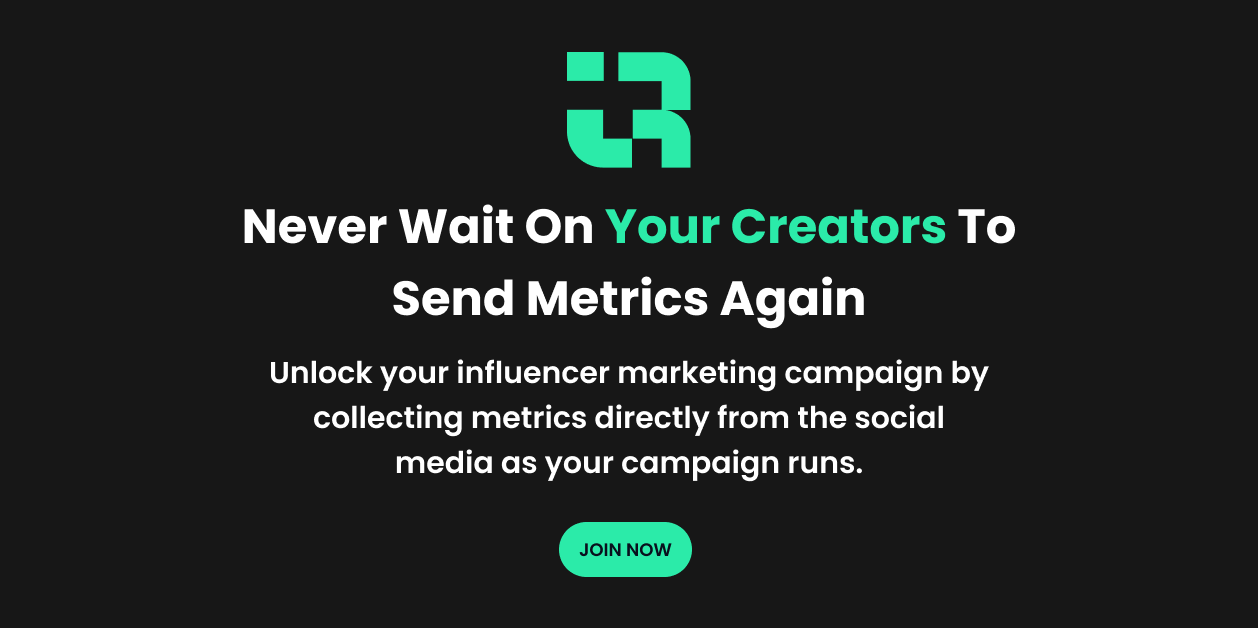 Never Wait On Your Creators To
Send Metrics Again
Unlock your influencer marketing campaign by
collecting metrics directly from the social
media as your campaign runs.
JOIN NOW